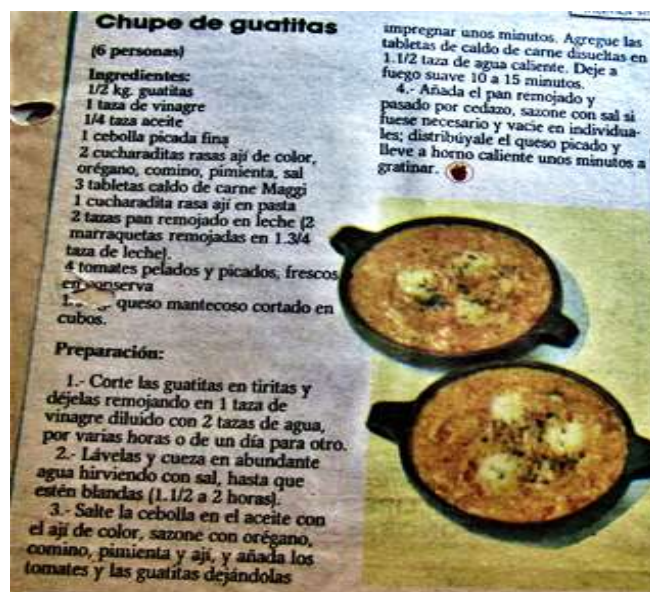 Chupe de guatitas
(6 personas)
Ingredientes:
1/2 kg. guatitas
1 taza de vinagre
1/4 taza aceite
1 cebolla picada fina
2 cucharaditas rasas ají de color,
orégano, comino, pimienta, sal
3 tabletas caldo de carne Maggi
1 cucharadita rasa ají en pasta
2 tazas pan remojado en leche (2
marraquetas remojadas en 1.3/4
taza de leche).
4 tomates pelados y picados, frescos
en conserva
queso mantecoso cortado en
cubos.
Preparación:
1.- Corte las guatitas en tiritas y
déjelas remojando en 1 taza de
vinagre diluido con 2 tazas de agua,
por varias horas o de un día para otro.
2.- Lávelas y cueza en abundante
agua hirviendo con sal, hasta que
estén blandas (1.1/2 a 2 horas).
3.- Salte la cebolla en el aceite con
el ají de color, sazone con orégano,
comino, pimienta y ají, y añada los
tomates y las guatitas dejándolas
impregnar unos minutos. Agregue las
tabletas de caldo de carne disueltas en
1.1/2 taza de agua caliente. Deje a
fuego suave 10 a 15 minutos.
4.- Añada el pan remojado y
pasado por cedazo, sazone con sal si
fuese necesario y vacíe en individua-
les; distribúyale el queso picado y
lleve a horno caliente unos minutos a
gratinar.